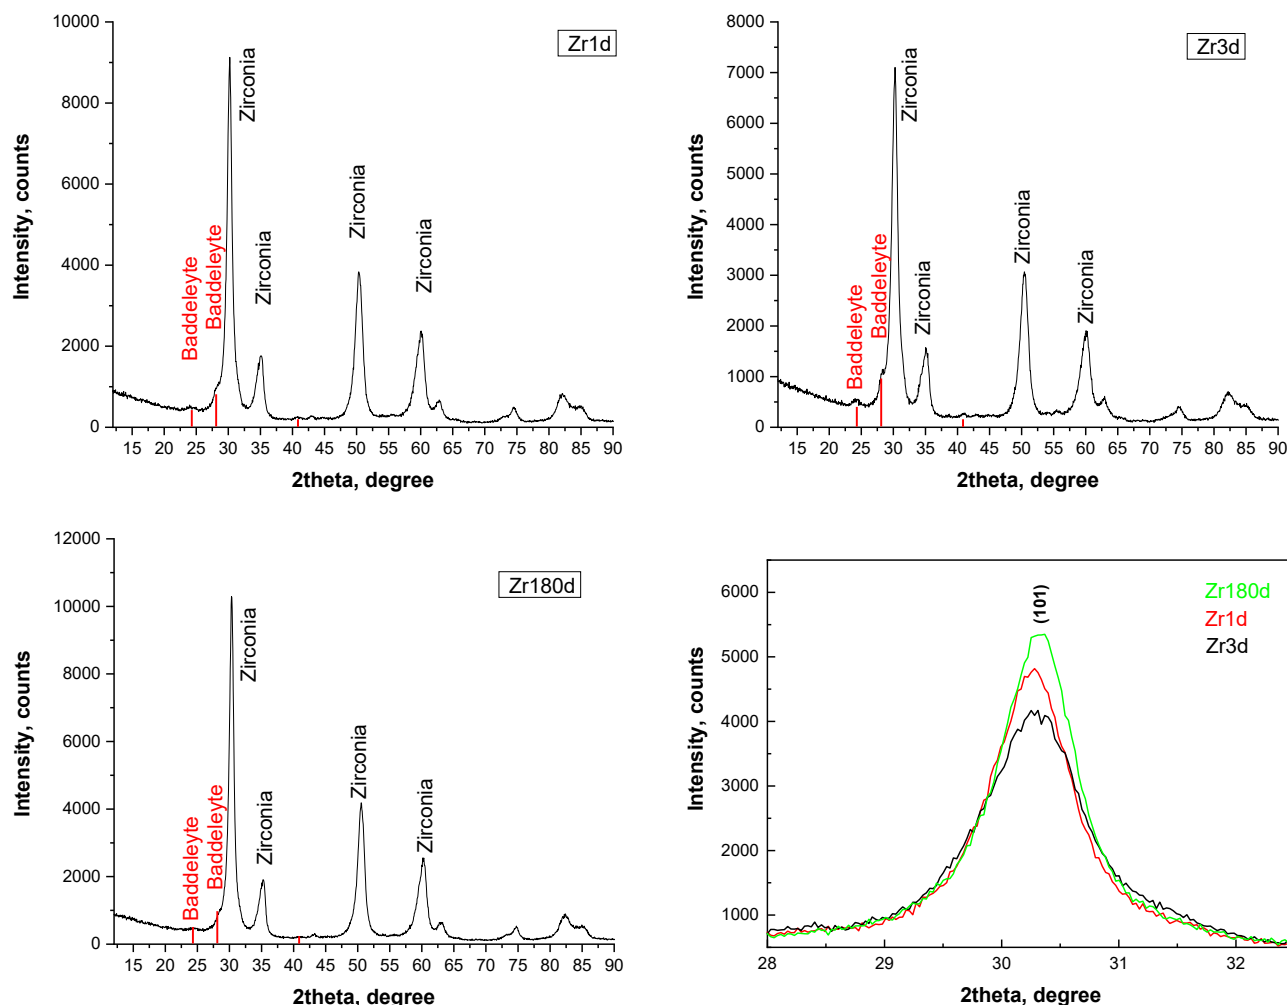 Zr1d
10000
8000
6000
4000
2000
0
Intensity, counts
Baddeleyte
Baddeleyte
Zirconia
Zirconia
Zirconia
Zirconia
15 20 25 30 35 40 45 50 55 60 65 70 75 80 85 90
2theta, degree
Zr3d
8000
7000
6000
5000
4000
3000
2000
1000
0
Intensity, counts
Baddeleyte
Baddeleyte
Zirconia
Zirconia
Zirconia
Zirconia
15 20 25 30 35 40 45 50 55 60 65 70 75 80 85 90
2theta, degree
Zr180d
12000
10000
8000
6000
4000
2000
0
Intensity, counts
Baddeleyte
Baddeleyte
Zirconia
Zirconia
Zirconia
Zirconia
15 20 25 30 35 40 45 50 55 60 65 70 75 80 85 90
2theta, degree
Zr180d
Zr1d
Zr3d
(101)
6000
5000
4000
3000
2000
1000
Intensity, counts
28 29 30 31 32
2theta, degree